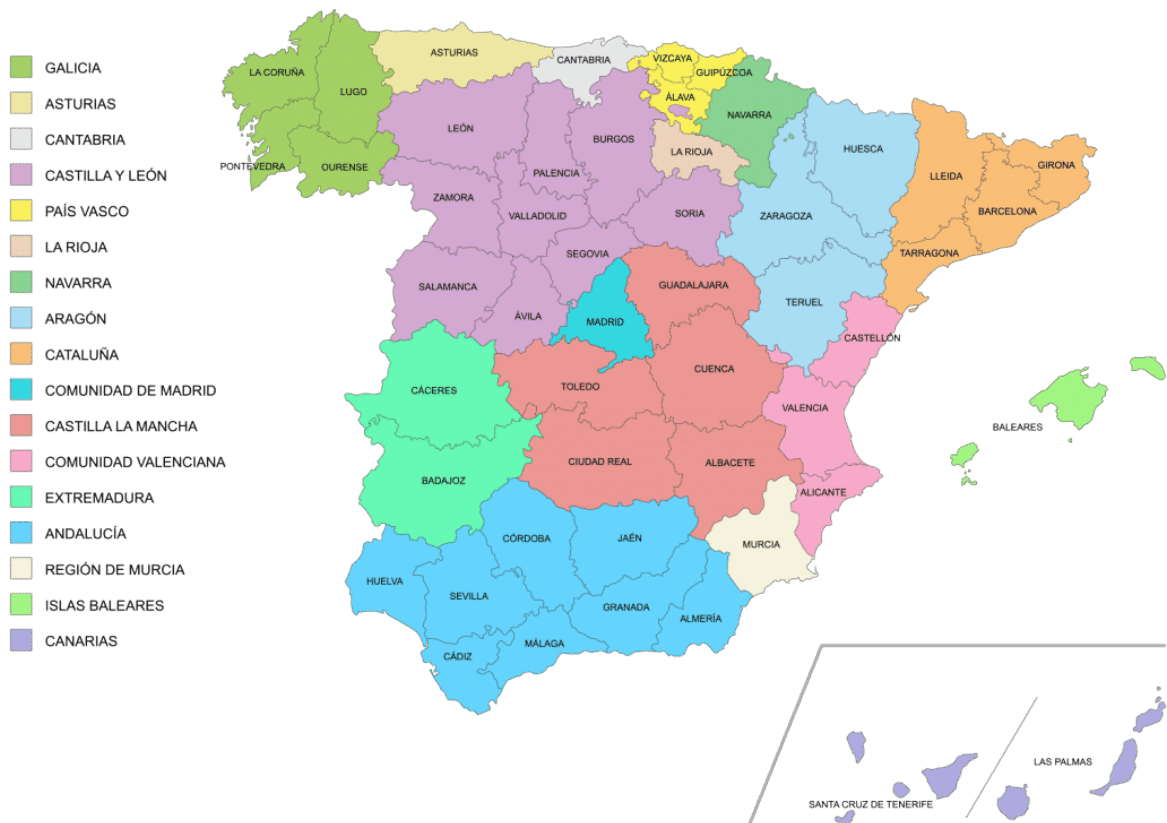 GALICIA
ASTURIAS
CANTABRIA
CASTILLA Y LEÓN
PAÍS VASCO
LA RIOJA
NAVARRA
ARAGÓN
CATALUÑA
COMUNIDAD DE MADRID
CASTILLA LA MANCHA
COMUNIDAD VALENCIANA
EXTREMADURA
ANDALUCÍA
REGIÓN DE MURCIA
ISLAS BALEARES
CANARIAS
LA CORUÑA
LUGO
PONTEVEDRA
OURENSE
ASTURIAS
CANTABRIA
VIZCAYA
GUIPÚZCOA
ÁLAVA
NAVARRA
LA RIOJA
LEÓN
PALENCIA
BURGOS
ZAMORA
VALLADOLID
SORIA
SEGOVIA
SALAMANCA
ÁVILA
MADRID
HUESCA
ZARAGOZA
TERUEL
LLEIDA
GIRONA
BARCELONA
TARRAGONA
GUADALAJARA
TOLEDO
CUENCA
CIUDAD REAL
ALBACETE
CASTELLÓN
VALENCIA
ALICANTE
BALEARES
CÁCERES
BADAJOZ
MURCIA
HUELVA
SEVILLA
CÓRDOBA
JAÉN
GRANADA
ALMERÍA
MÁLAGA
CÁDIZ
LAS PALMAS
SANTA CRUZ DE TENERIFE